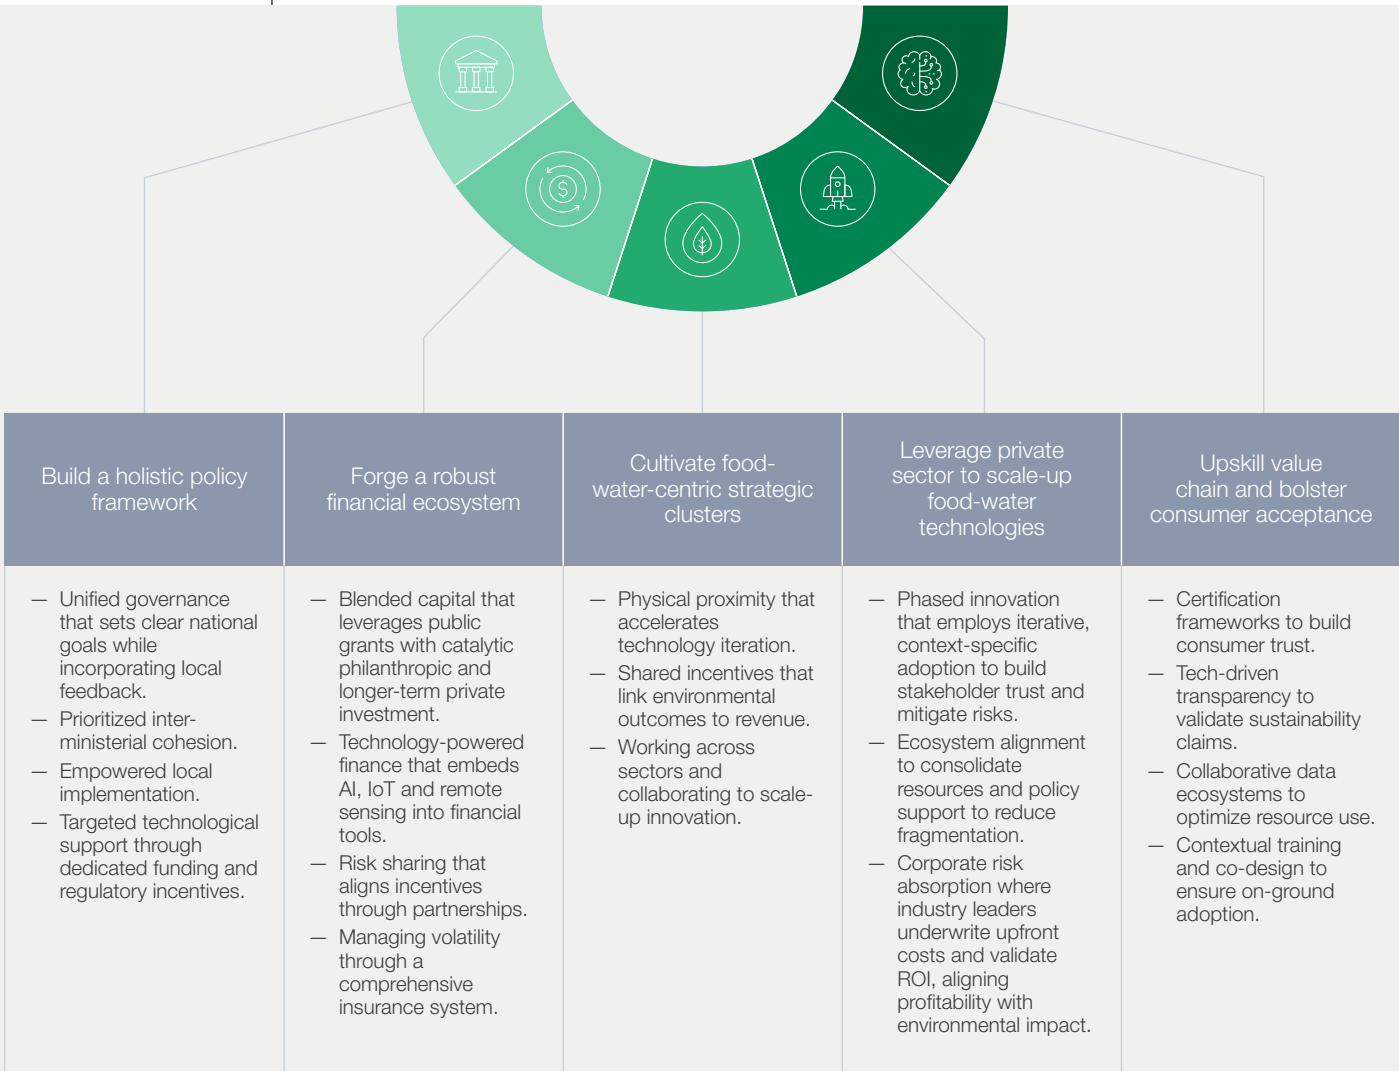 $
Build a holistic policy
framework
Forge a robust
financial ecosystem
Cultivate food-
water-centric strategic
clusters
Leverage private
sector to scale-up
food-water
technologies
Upskill value
chain and bolster
consumer acceptance
— Unified governance
that sets clear national
goals while
incorporating local
feedback.
— Prioritized inter-
ministerial cohesion.
— Empowered local
implementation.
— Targeted technological
support through
dedicated funding and
regulatory incentives.
— Blended capital that
leverages public
grants with catalytic
philanthropic and
longer-term private
investment.
— Technology-powered
finance that embeds
AI, IoT and remote
sensing into financial
tools.
— Risk sharing that
aligns incentives
through partnerships.
— Managing volatility
through a
comprehensive
insurance system.
— Physical proximity that
accelerates
technology iteration.
— Shared incentives that
link environmental
outcomes to revenue.
— Working across
sectors and
collaborating to scale-
up innovation.
— Phased innovation
that employs iterative,
context-specific
adoption to build
stakeholder trust and
mitigate risks.
— Ecosystem alignment
to consolidate
resources and policy
support to reduce
fragmentation.
— Corporate risk
absorption where
industry leaders
underwrite upfront
costs and validate
ROI, aligning
profitability with
environmental impact.
— Certification
frameworks to build
consumer trust.
— Tech-driven
transparency to
validate sustainability
claims.
— Collaborative data
ecosystems to
optimize resource use.
— Contextual training
and co-design to
ensure on-ground
adoption.